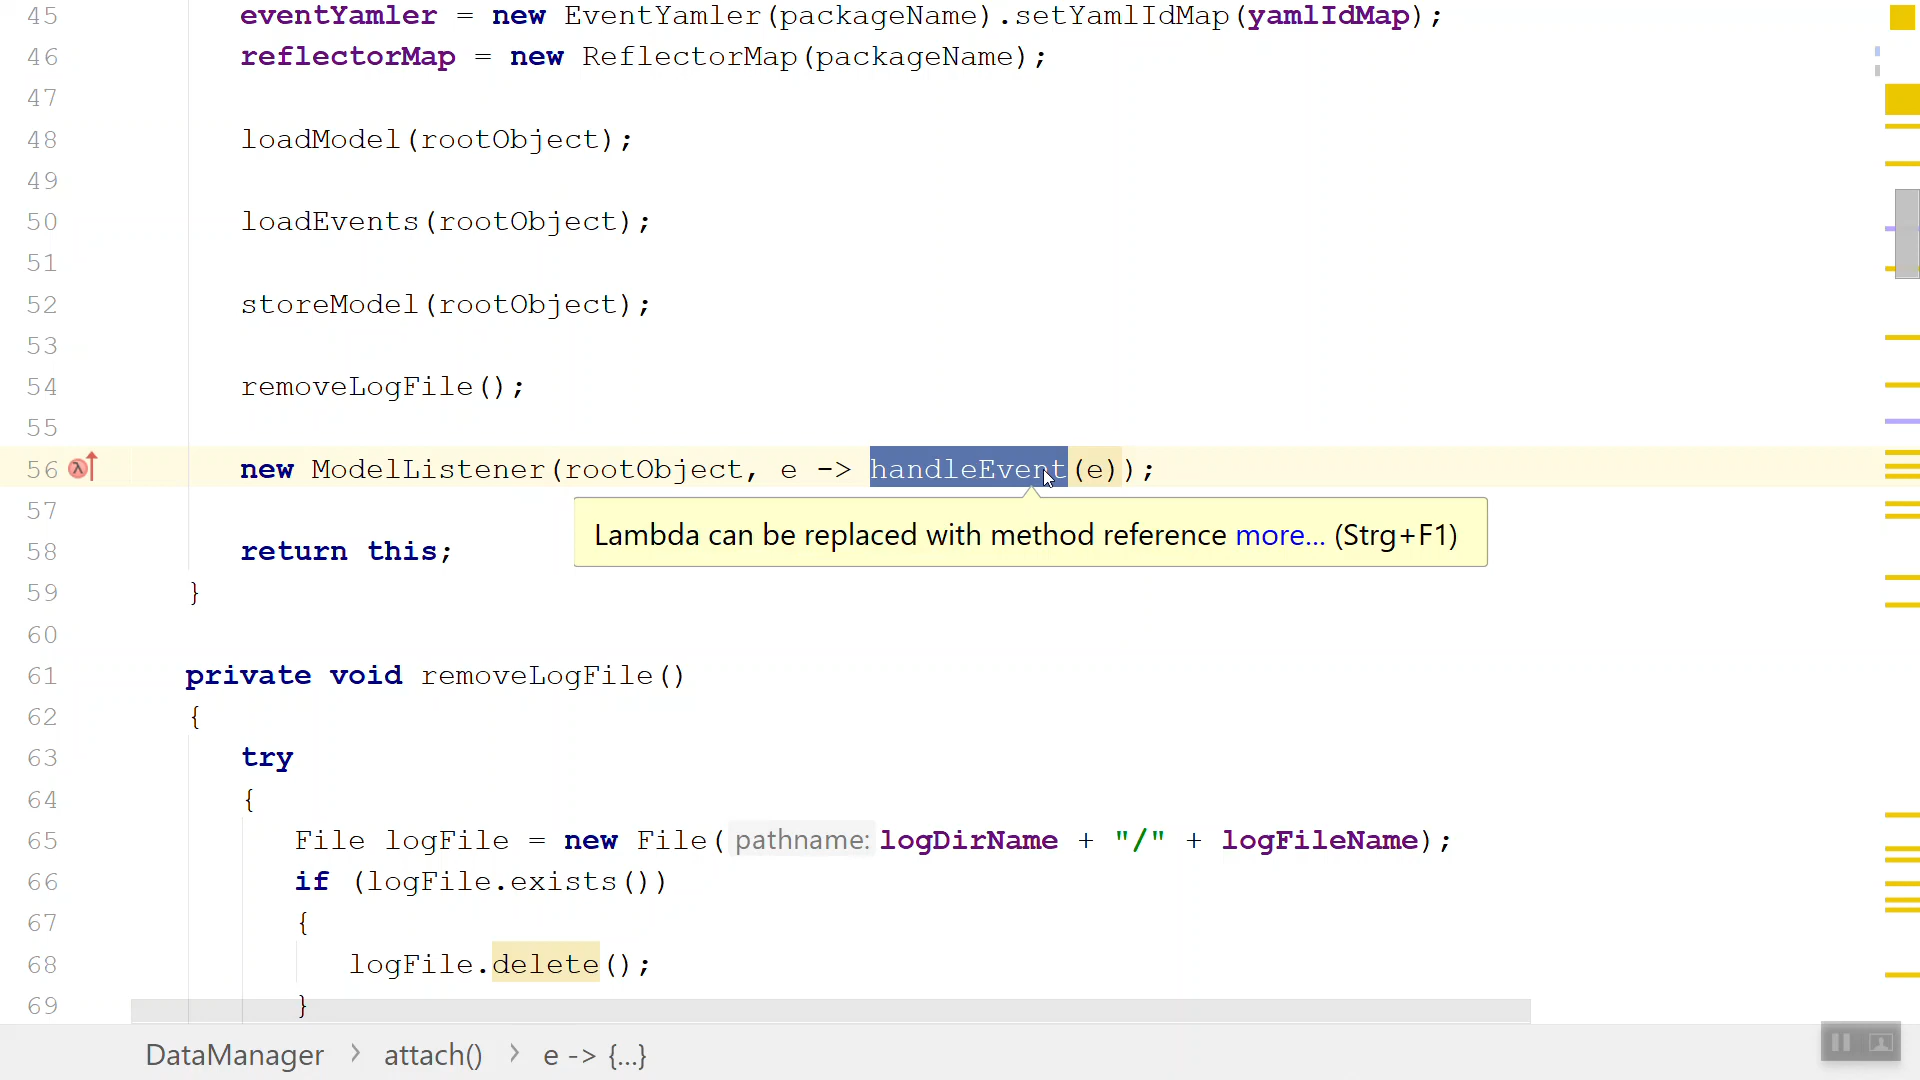 45 eventYamler = new EventYamler(packageName).setYamlIdMap(yamlIdMap);
46 reflectorMap = new ReflectorMap(packageName);
47
48 loadModel(rootObject);
49
50 loadEvents(rootObject);
51
52 storeModel(rootObject);
53
54 removeLogFile();
55
56 new ModelListener(rootObject, e -> handleEvent(e));
57
Lambda can be replaced with method reference more... (Strg+F1)
58 return this;
59 }
60
61 private void removeLogFile()
62 {
63 try
64 {
65 File logFile = new File( pathname: logDirName + "/" + logFileName);
66 if (logFile.exists())
67 {
68 logFile.delete();
69 }
DataManager > attach() > e -> {...}